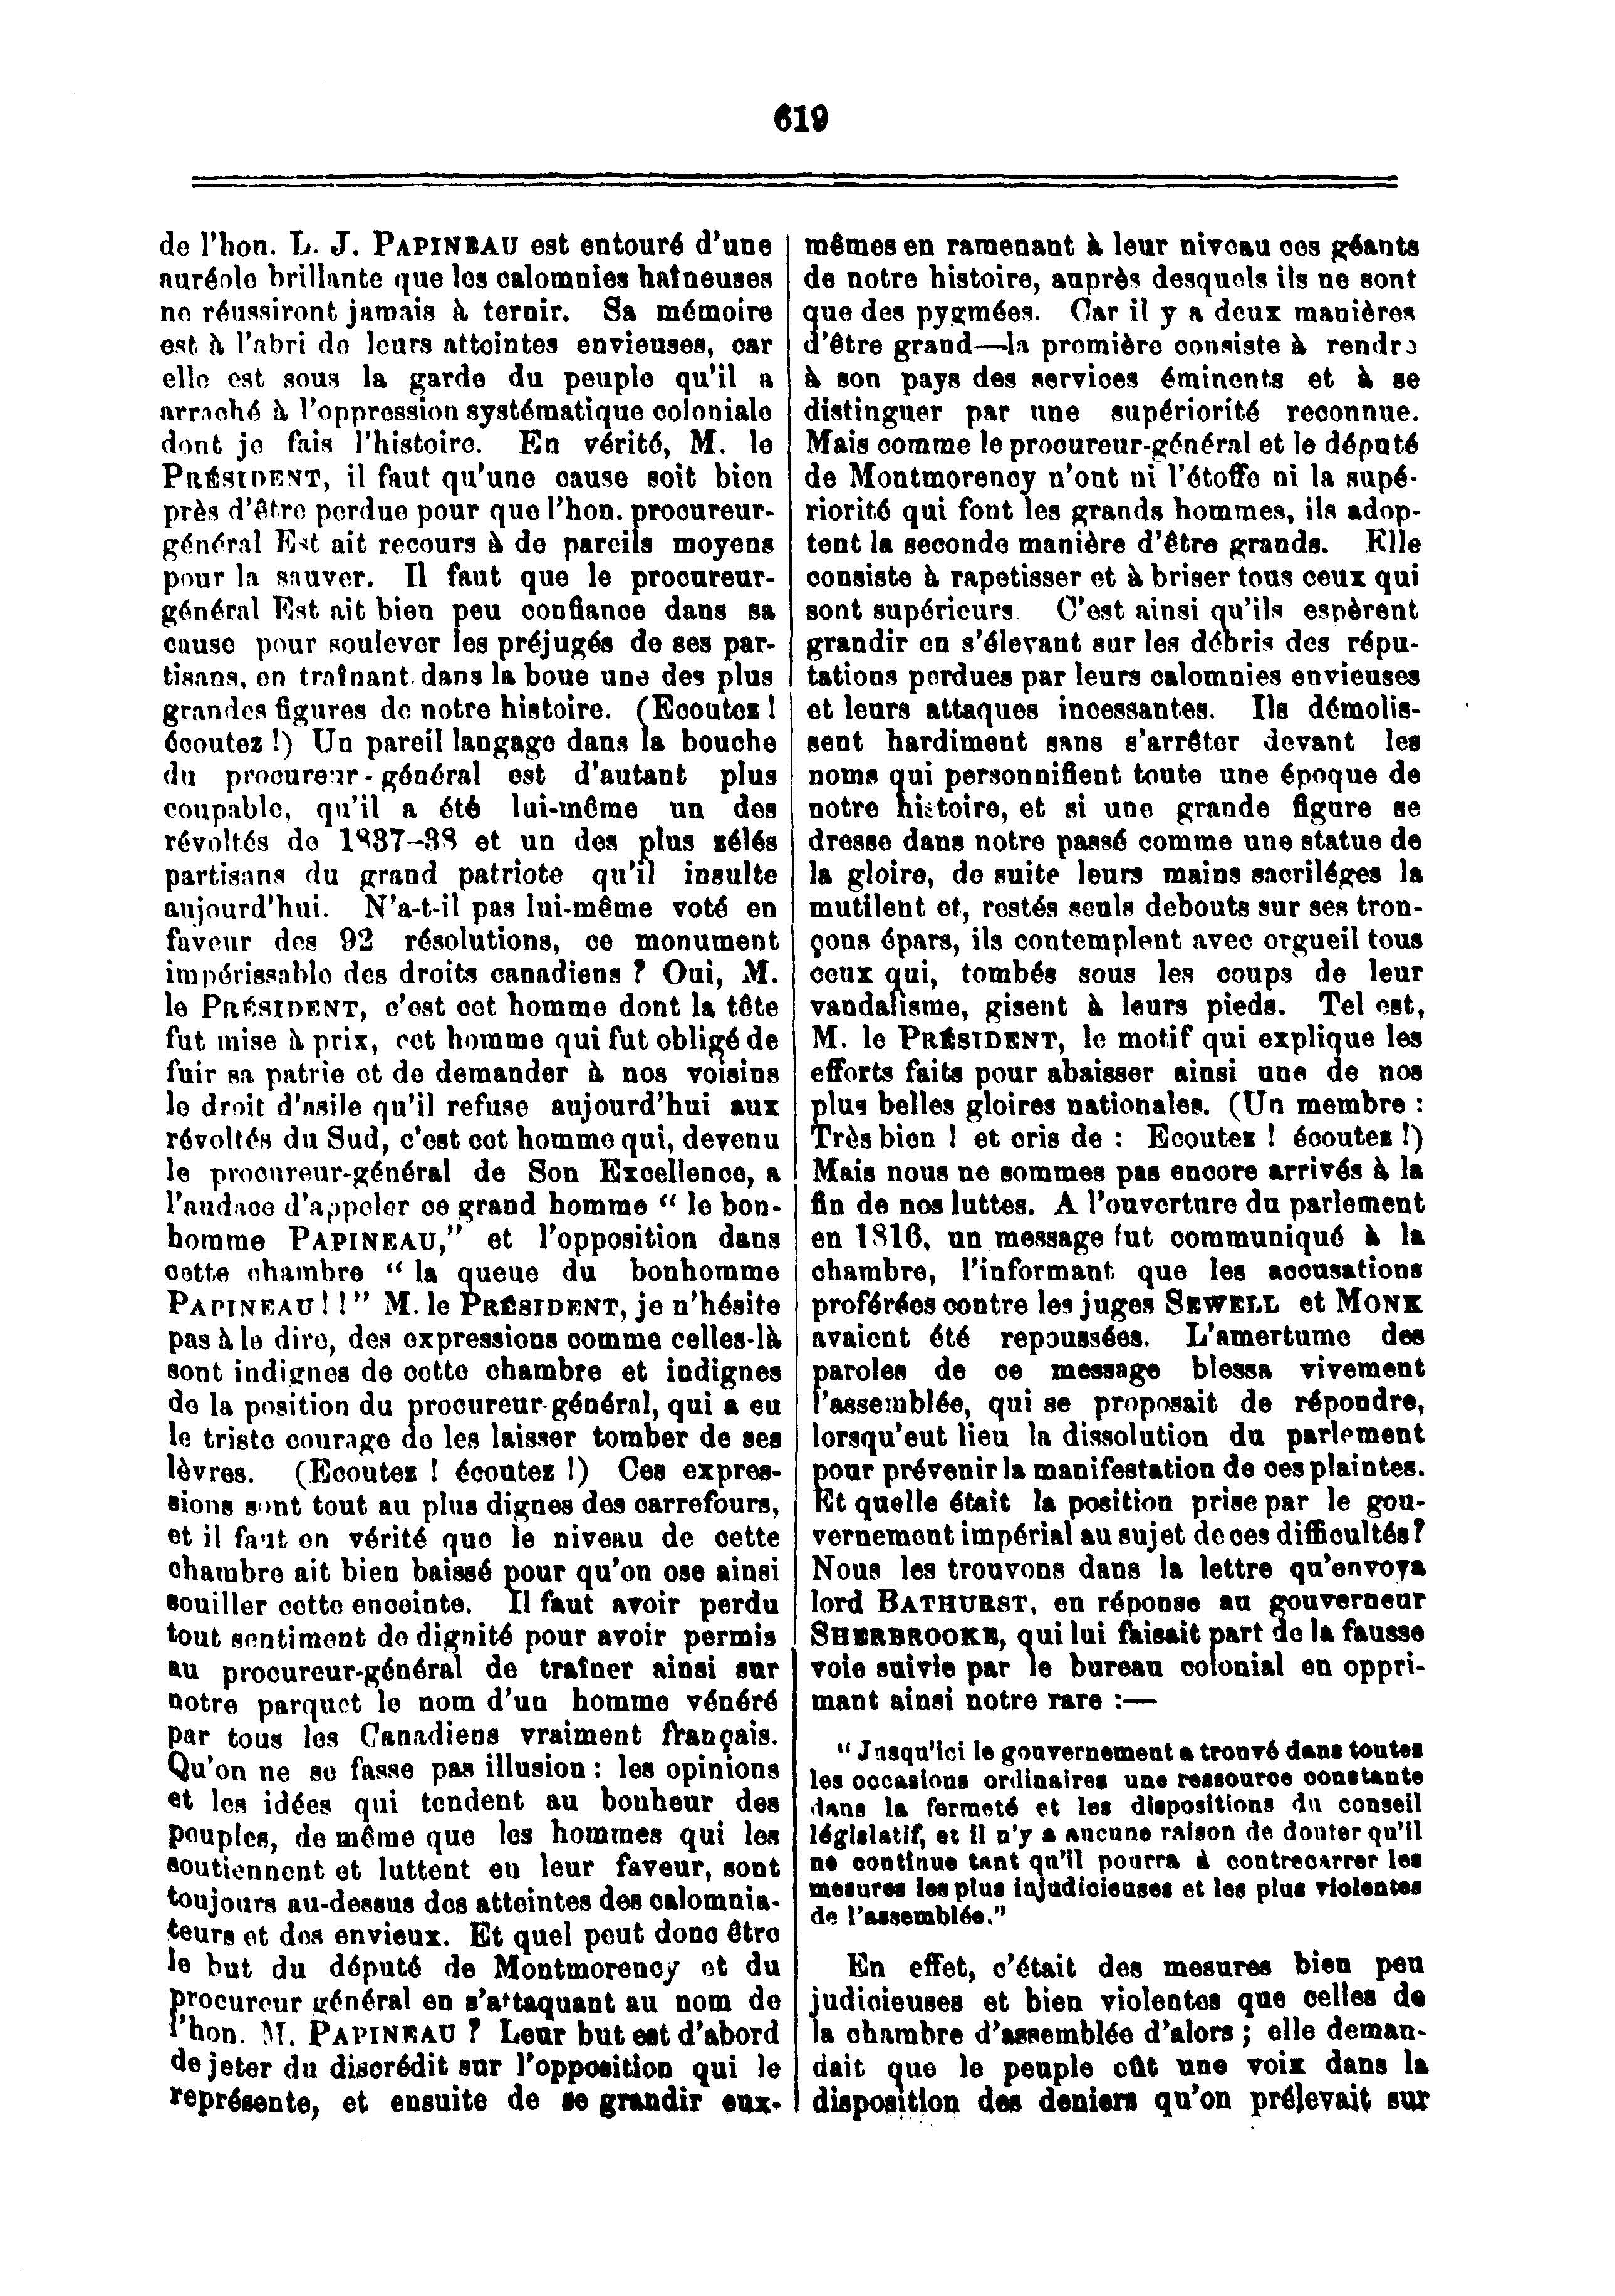 619
de l'hon. L. J. PAPINEAU est entouré d'une
auréole brillante que les calomnies haineuses
ne réussiront jamais à ternir. Sa mémoire
est à l'abri de leurs atteintes envieuses, car
elle est sous la garde du peuple qu'il a
arraché à l'oppression systématique coloniale
dont je fais l'histoire. En vérité, M. le
PRÉSIDENT, il faut qu'une cause soit bien
près d'être perdue pour que l'hon. procureur-
général Est ait recours à de pareils moyens
pour la sauver. Il faut que le procureur-
général Est ait bien peu confiance dans sa
cause pour soulever les préjugés de ses par-
tisans, en traînant dans la boue une des plus
grandes figures de notre histoire. (Ecoutez !
écoutez !) Un pareil langage dans la bouche
du procureur-général est d'autant plus
coupable, qu'il a été lui-même un des
révoltés de 1837-38 et un des plus zélés
partisans du grand patriote qu'il insulte
aujourd'hui. N'a-t-il pas lui-même voté en
faveur des 92 résolutions, ce monument
impérissable des droits canadiens ? Oui, M.
le PRÉSIDENT, c'est cet homme dont la tête
fut mise à prix, cet homme qui fut obligé de
fuir sa patrie et de demander à nos voisins
le droit d'asile qu'il refuse aujourd'hui aux
révoltés du Sud, c'est cet homme qui, devenu
le procureur-général de Son Excellence, a
l'audace d'appeler ce grand homme “ le bon-
homme PAPINEAU,” et l'opposition dans
cette chambre “ la queue du bonhomme
PAPINEAU ! !” M. le PRÉSIDENT, je n'hésite
pas à le dire, des expressions comme celles-là
sont indignes de cette chambre et indignes
de la position du procureur-général, qui a eu
le triste courage de les laisser tomber de ses
lèvres. (Ecoutez ! écoutez !) Ces expres-
sions sont tout au plus dignes des carrefours,
et il faut en vérité que le niveau de cette
chambre ait bien baissé pour qu'on ose ainsi
souiller cette enceinte. Il faut avoir perdu
tout sentiment de dignité pour avoir permis
au procureur-général de traîner ainsi sur
notre parquet le nom d'un homme vénéré
par tous les Canadiens vraiment français.
Qu'on ne se fasse pas illusion : les opinions
et les idées qui tendent au bonheur des
peuples, de même que les hommes qui les
soutiennent et luttent en leur faveur, sont
toujours au-dessus des atteintes des calomnia-
teurs et des envieux. Et quel peut donc être
le but du député de Montmorency et du
procureur général en s'attaquant au nom de
l'hon. M. PAPINEAU ? Leur but est d'abord
de jeter du discrédit sur l'opposition qui le
représente, et ensuite de se grandir eux-
mêmes en ramenant à leur niveau ces géants
de notre histoire, auprès desquels ils ne sont
que des pygmées. Car il y a deux manières
d'être grand—la première consiste à rendre
à son pays des services éminents et à se
distinguer par une supériorité reconnue.
Mais comme le procureur-général et le député
de Montmorency n'ont ni l'étoffe ni la supé-
riorité qui font les grands hommes, ils adop-
tent la seconde manière d'être grands. Elle
consiste à rapetisser et à briser tous ceux qui
sont supérieurs. C'est ainsi qu'ils espèrent
grandir en s'élevant sur les débris des répu-
tations perdues par leurs calomnies envieuses
et leurs attaques incessantes. Ils démolis-
sent hardiment sans s'arrêter devant les
noms qui personnifient toute une époque de
notre histoire, et si une grande figure se
dresse dans notre passé comme une statue de
la gloire, de suite leurs mains sacriléges la
mutilent et, restés seuls debouts sur ses tron-
çons épars, ils contemplent avec orgueil tous
ceux qui, tombés sous les coups de leur
vandalisme, gisent à leurs pieds. Tel est,
M. le PRÉSIDENT, le motif qui explique les
efforts faits pour abaisser ainsi une de nos
plus belles gloires nationales. (Un membre :
Très bien ! et cris de : Ecoutez ! écoutez !)
Mais nous ne sommes pas encore arrivés à la
fin de nos luttes. A l'ouverture du parlement
en 1816, un message fut communiqué à la
chambre, l'informant que les accusations
proférées contre les juges SEWELL et MONK
avaient été repoussées. L'amertume des
paroles de ce message blessa vivement
l'assemblée, qui se proposait de répondre,
lorsqu'eut lieu la dissolution du parlement
pour prévenir la manifestation de ces plaintes.
Et quelle était la position prise par le gou-
vernement impérial au sujet de ces difficultés ?
Nous les trouvons dans la lettre qu'envoya
lord BATHURST, en réponse au gouverneur
SHERBROOKE, qui lui faisait part de la fausse
voie suivie par le bureau colonial en oppri-
mant ainsi notre rare :—
“ Jusqu'ici le gouvernement a trouvé dans toutes
les occasions ordinaires une ressource constante
dans la fermeté et les dispositions du conseil
législatif, et il n'y a aucune raison de douter qu'il
ne continue tant qu'il pourra à contrecarrer les
mesures les plus injudicieuses et les plus violentes
de l'assemblée.”
En effet, c'était des mesures bien peu
judicieuses et bien violentes que celles de
la chambre d'assemblée d'alors ; elle deman-
dait que le peuple eût une voix dans la
disposition des deniers qu'on prélevait sur